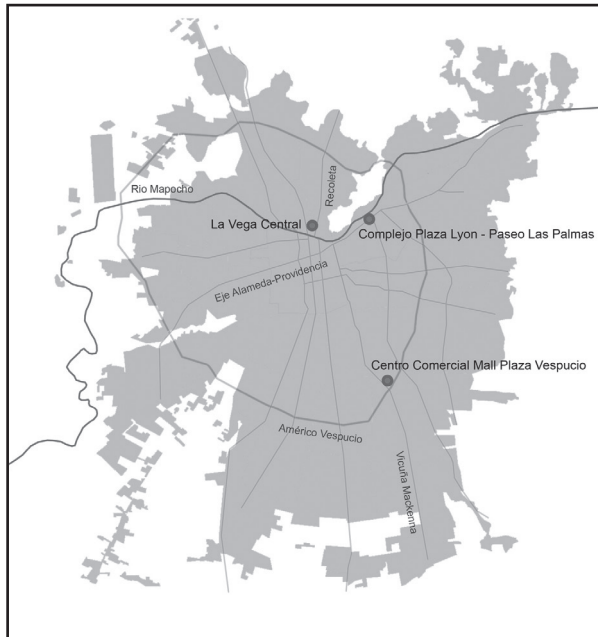 Rio Mapocho
Recoleta
La Vega Central
Complejo Plaza Lyon - Paseo Las Palmas
Eje Alameda-Providencia
Centro Comercial Mall Plaza Vespucio
Américo Vespucio
Vicuña Mackenna